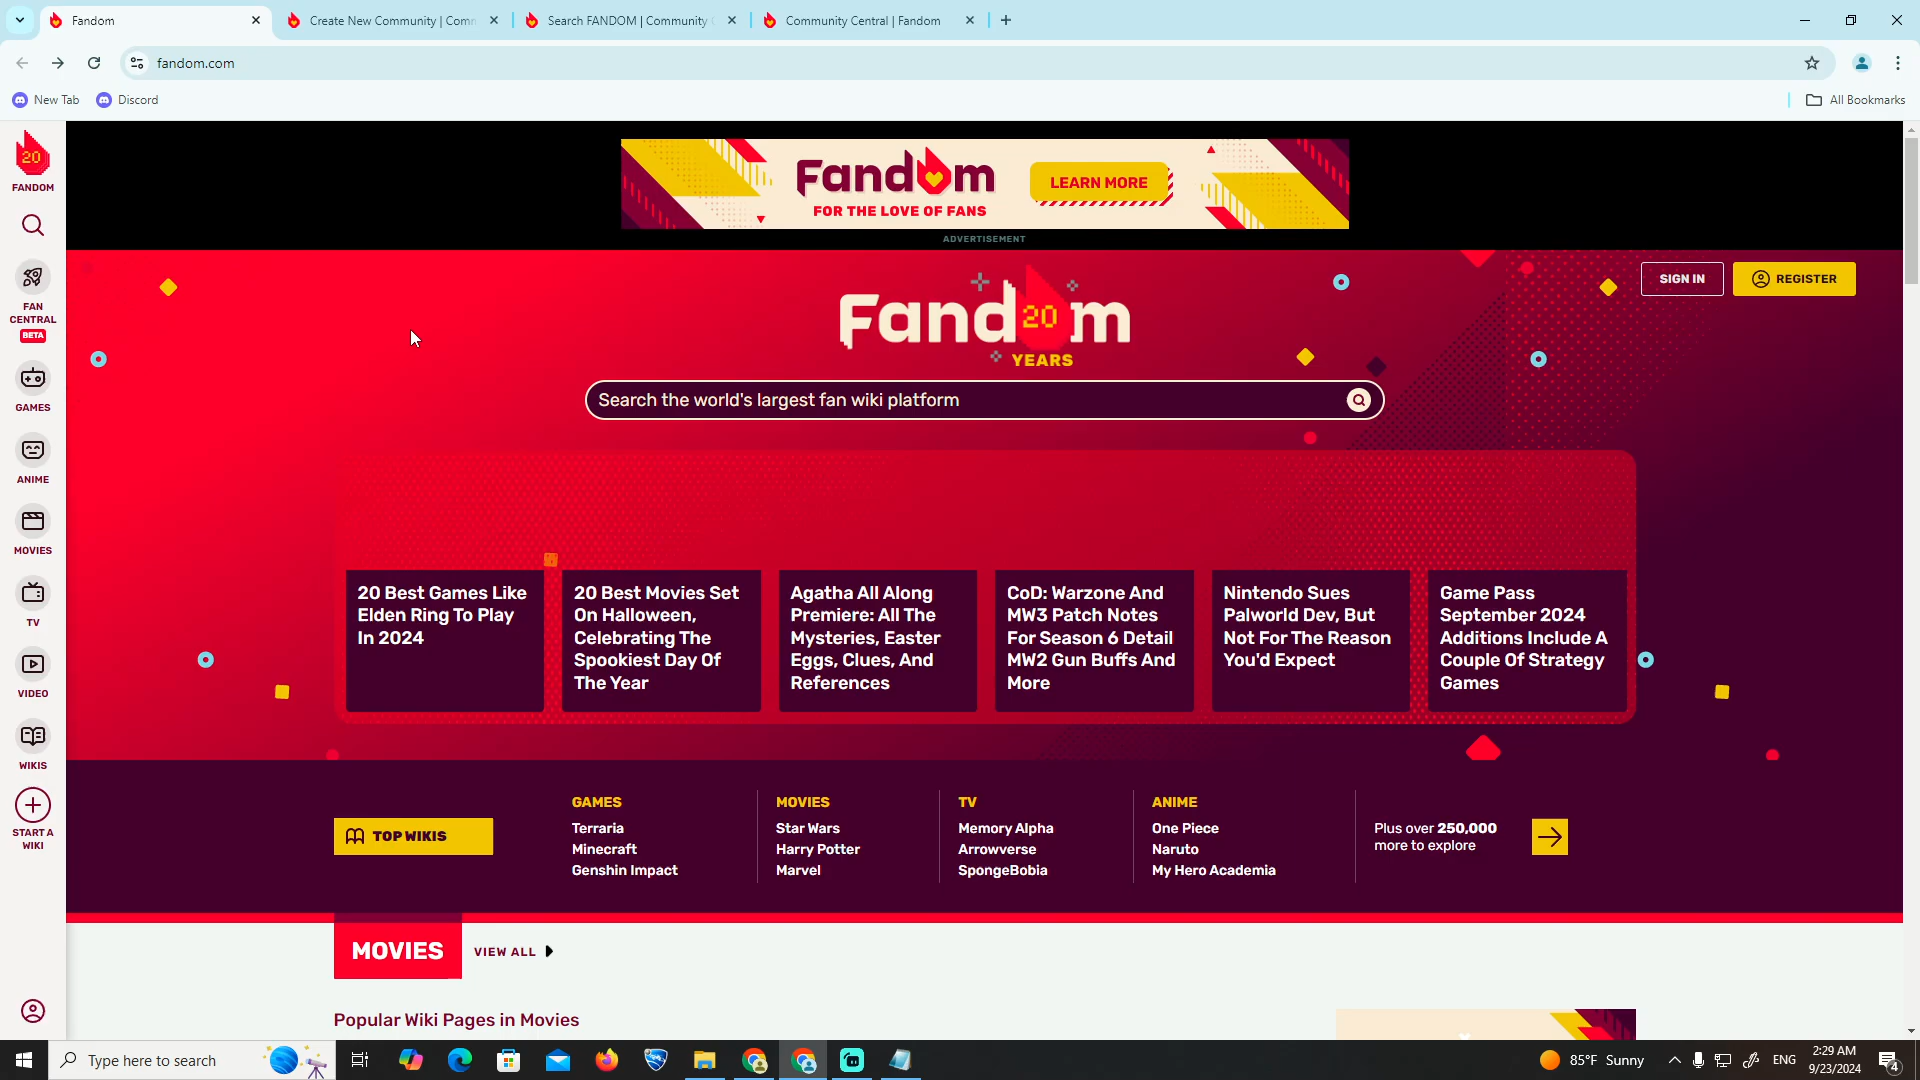 Fandom
Create New Community | Comm
Search FANDOM | Community C
Community Central | Fandom
fandom.com
New Tab
Discord
All Bookmarks
20
FANDOM
FAN
CENTRAL
BETA
GAMES
ANIME
MOVIES
TV
VIDEO
WIKIS
START A
WIKI
Fandom
FOR THE LOVE OF FANS
LEARN MORE
ADVERTISEMENT
SIGN IN
REGISTER
Fandom
20
YEARS
Search the world's largest fan wiki platform
20 Best Games Like
Elden Ring To Play
In 2024
20 Best Movies Set
On Halloween,
Celebrating The
Spookiest Day Of
The Year
Agatha All Along
Premiere: All The
Mysteries, Easter
Eggs, Clues, And
References
CoD: Warzone And
MW3 Patch Notes
For Season 6 Detail
MW2 Gun Buffs And
More
Nintendo Sues
Palworld Dev, But
Not For The Reason
You'd Expect
Game Pass
September 2024
Additions Include A
Couple Of Strategy
Games
TOP WIKIS
GAMES
Terraria
Minecraft
Genshin Impact
MOVIES
Star Wars
Harry Potter
Marvel
TV
Memory Alpha
Arrowverse
SpongeBobia
ANIME
One Piece
Naruto
My Hero Academia
Plus over 250,000
more to explore
MOVIES
VIEW ALL
Popular Wiki Pages in Movies
Type here to search
85°F Sunny
ENG
2:29 AM
9/23/2024
4